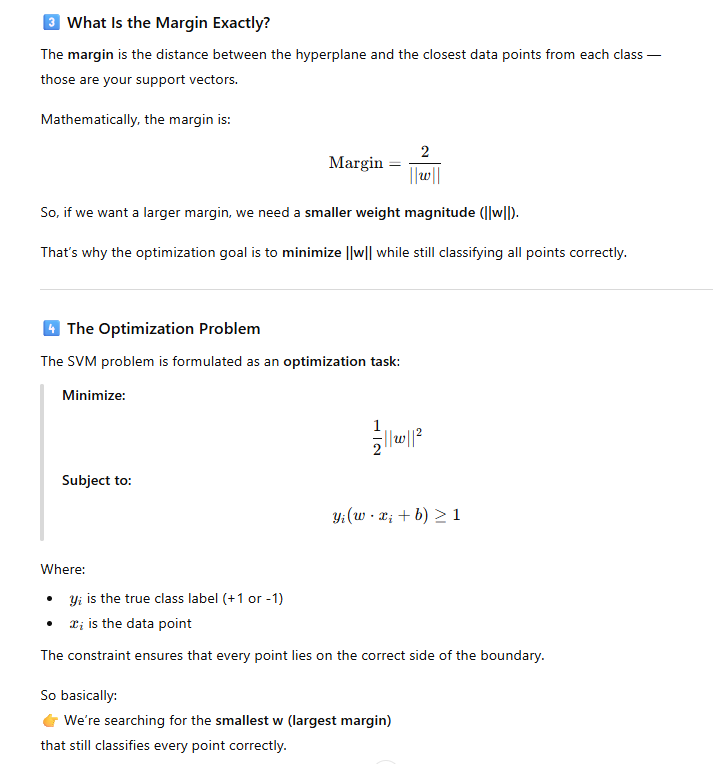 3 What Is the Margin Exactly?
The margin is the distance between the hyperplane and the closest data points from each class —
those are your support vectors.
Mathematically, the margin is:
Margin = 2 / ||w||
So, if we want a larger margin, we need a smaller weight magnitude (||w||).
That's why the optimization goal is to minimize ||w|| while still classifying all points correctly.
4 The Optimization Problem
The SVM problem is formulated as an optimization task:
Minimize:
1/2 ||w||²
Subject to:
yᵢ(w · xᵢ + b) ≥ 1
Where:
• yᵢ is the true class label (+1 or -1)
• xᵢ is the data point
The constraint ensures that every point lies on the correct side of the boundary.
So basically:
👉 We're searching for the smallest w (largest margin)
that still classifies every point correctly.